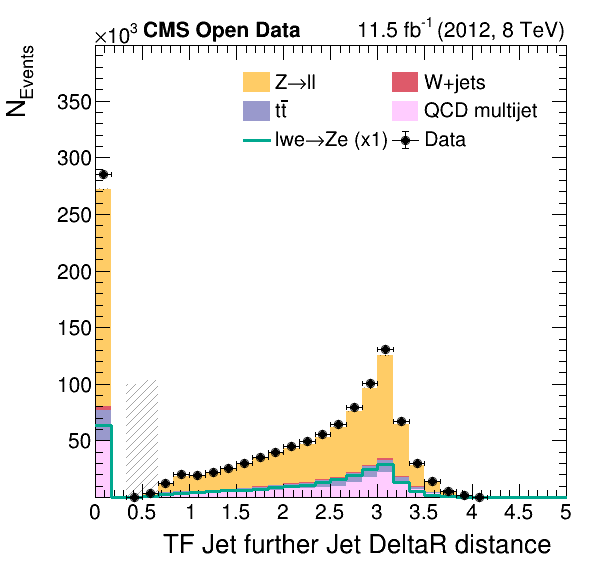 ×10³ CMS Open Data 11.5 fb⁻¹ (2012, 8 TeV)
N_Events
Z→ll W+jets
tt̄ QCD multijet
lwe→Ze (x1) Data
350
300
250
200
150
100
50
0 0.5 1 1.5 2 2.5 3 3.5 4 4.5 5
TF Jet further Jet DeltaR distance